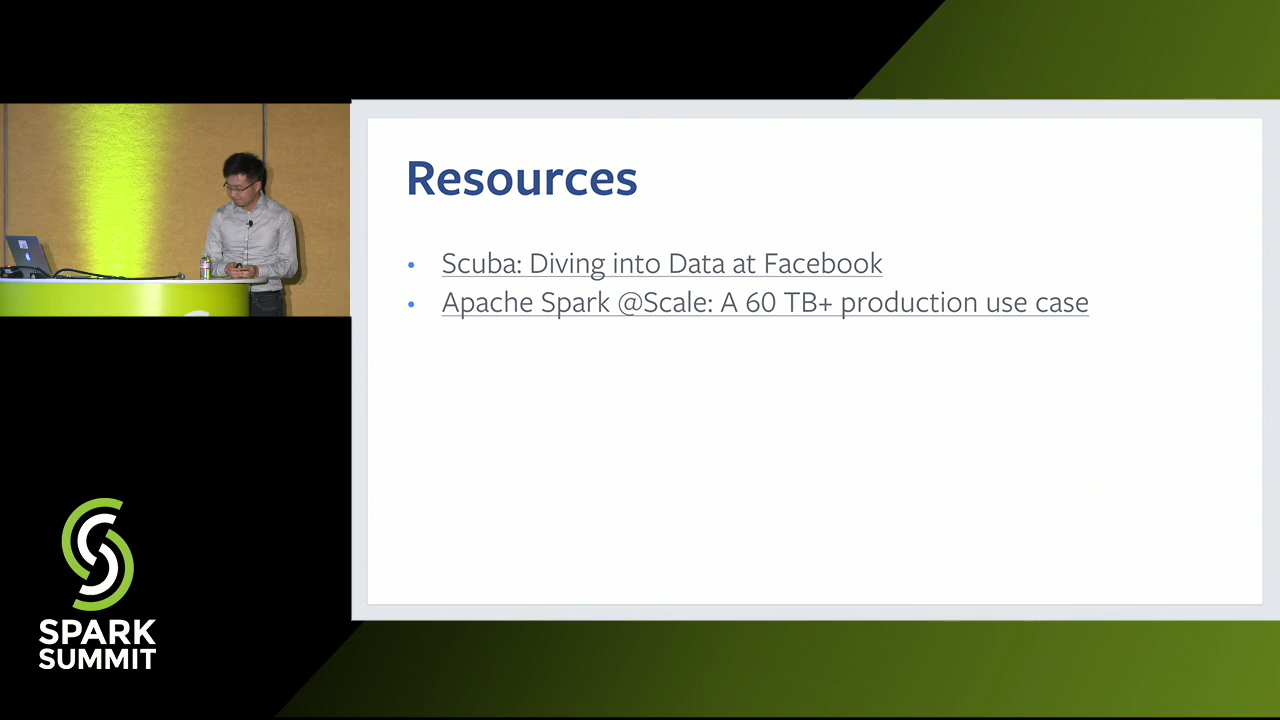 Resources
• Scuba: Diving into Data at Facebook
• Apache Spark @Scale: A 60 TB+ production use case
SPARK
SUMMIT